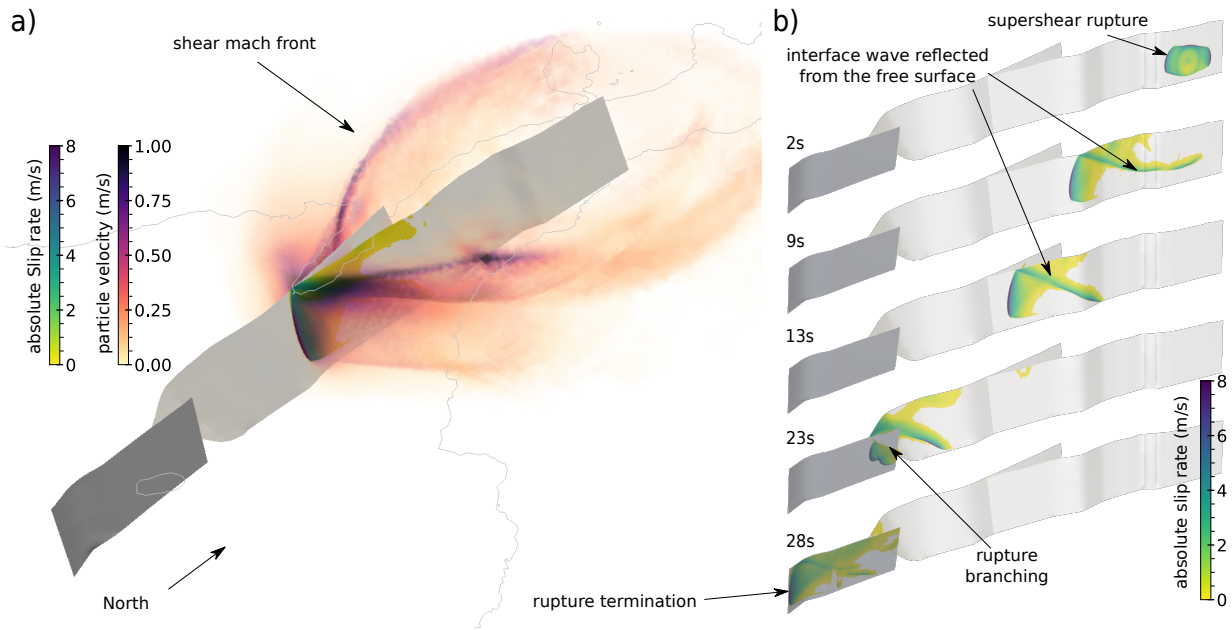 a)
shear mach front
absolute Slip rate (m/s)
8
6
4
2
0
particle velocity (m/s)
1.00
0.75
0.50
0.25
0.00
North
b)
supershear rupture
interface wave reflected
from the free surface
2s
9s
13s
23s
28s
rupture
branching
rupture termination
absolute slip rate (m/s)
8
6
4
2
0